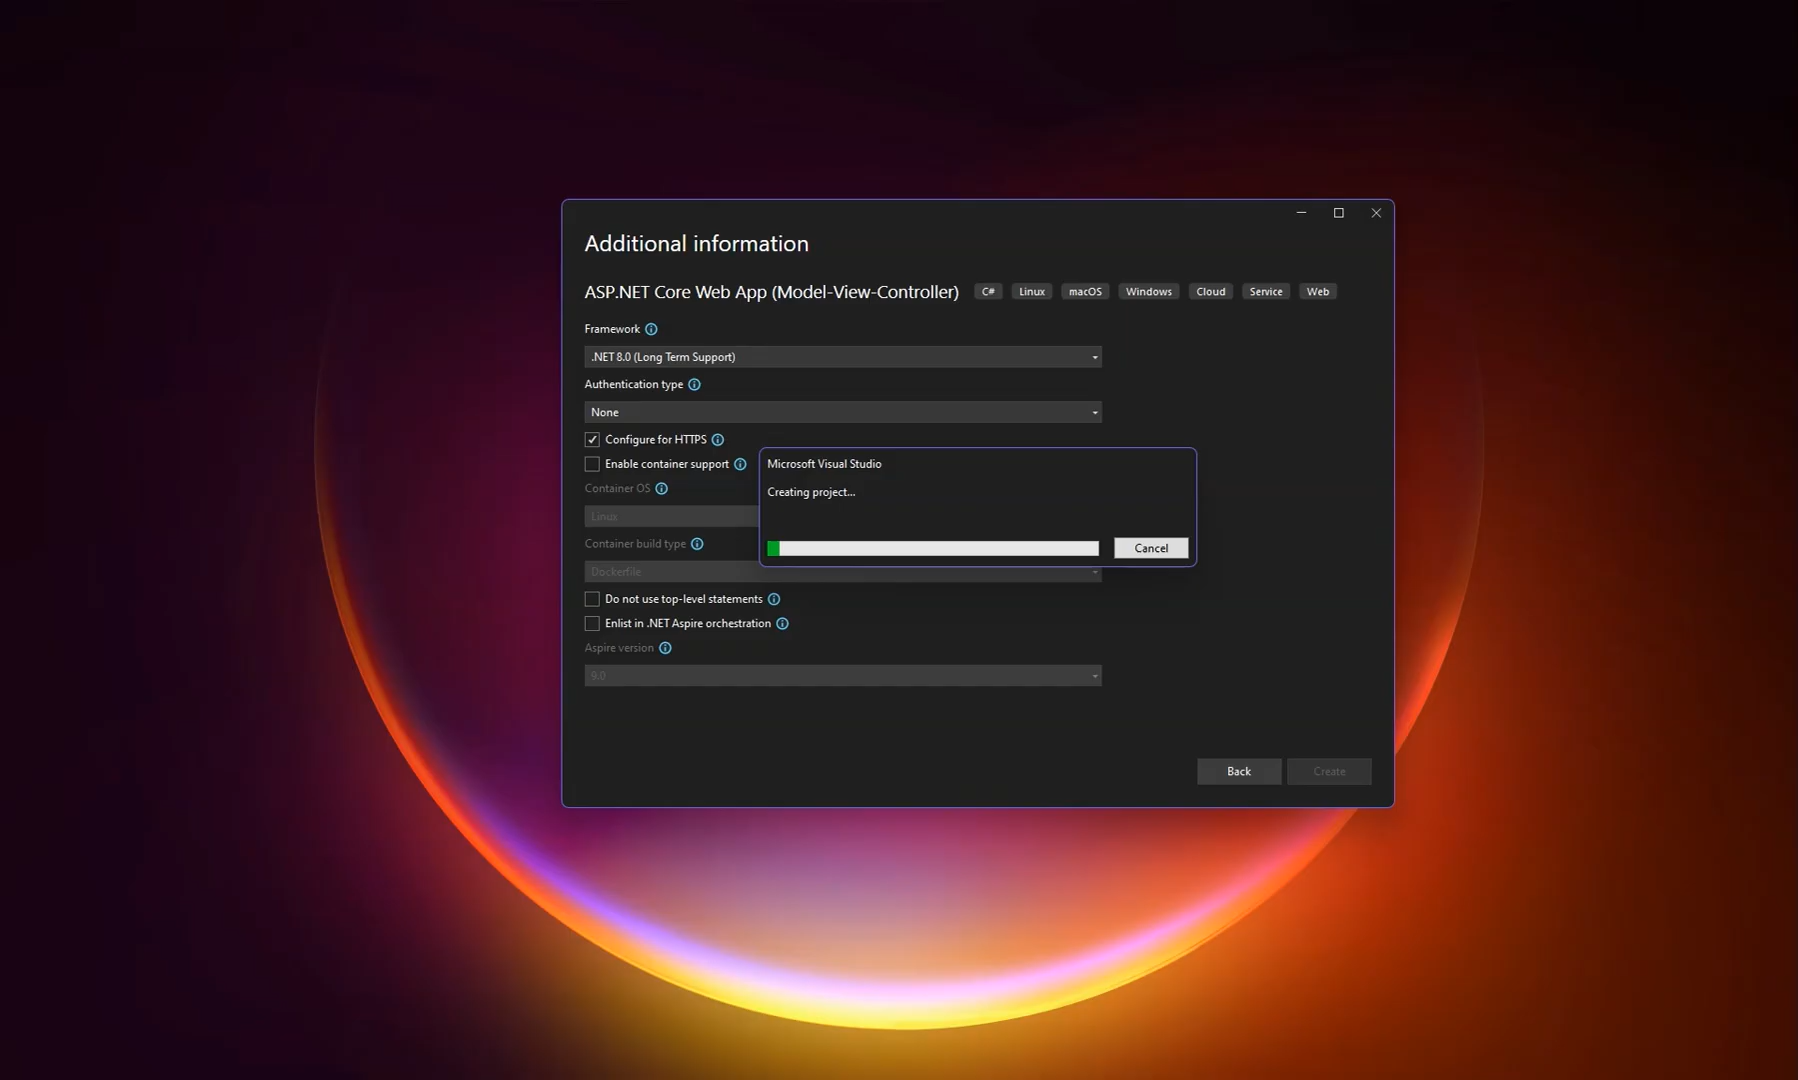 Additional information
ASP.NET Core Web App (Model-View-Controller) C# Linux macOS Windows Cloud Service Web
Framework
.NET 8.0 (Long Term Support)
Authentication type
None
Configure for HTTPS
Enable container support
Container OS
Linux
Container build type
Dockerfile
Microsoft Visual Studio
Creating project...
Cancel
Do not use top-level statements
Enlist in .NET Aspire orchestration
Aspire version
9.0
Back Create